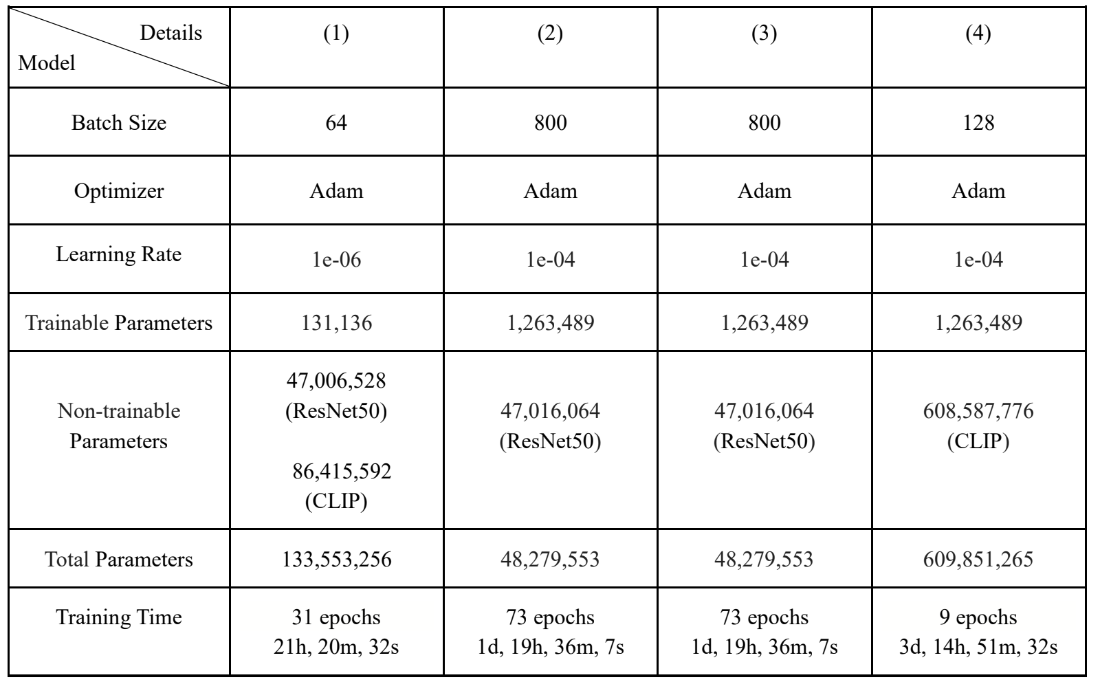 Details
Model
(1)
(2)
(3)
(4)
Batch Size
64
800
800
128
Optimizer
Adam
Adam
Adam
Adam
Learning Rate
1e-06
1e-04
1e-04
1e-04
Trainable Parameters
131,136
1,263,489
1,263,489
1,263,489
Non-trainable
Parameters
47,006,528
(ResNet50)
86,415,592
(CLIP)
47,016,064
(ResNet50)
47,016,064
(ResNet50)
608,587,776
(CLIP)
Total Parameters
133,553,256
48,279,553
48,279,553
609,851,265
Training Time
31 epochs
21h, 20m, 32s
73 epochs
1d, 19h, 36m, 7s
73 epochs
1d, 19h, 36m, 7s
9 epochs
3d, 14h, 51m, 32s